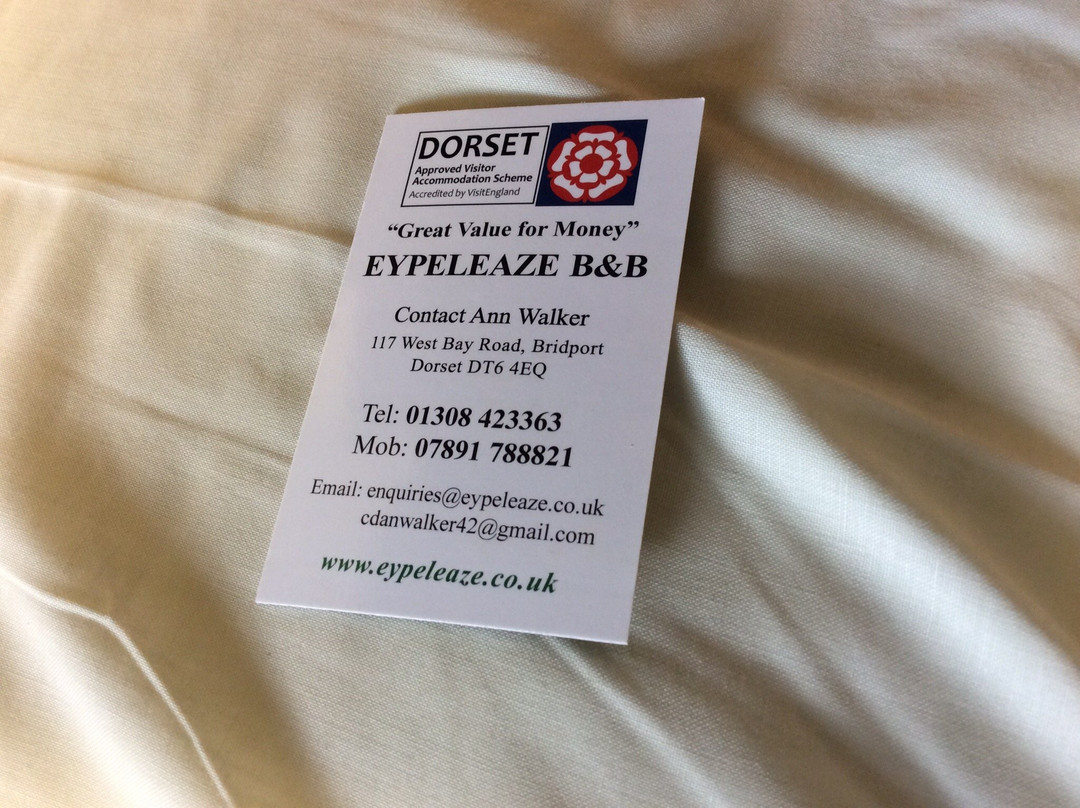 DORSET
Approved Visitor
Accommodation Scheme
Accredited by VisitEngland
“Great Value for Money”
EYPELEAZE B&B
Contact Ann Walker
117 West Bay Road, Bridport
Dorset DT6 4EQ
Tel: 01308 423363
Mob: 07891 788821
Email: enquiries@eypeleaze.co.uk
cdanwalker42@gmail.com
www.eypeleaze.co.uk